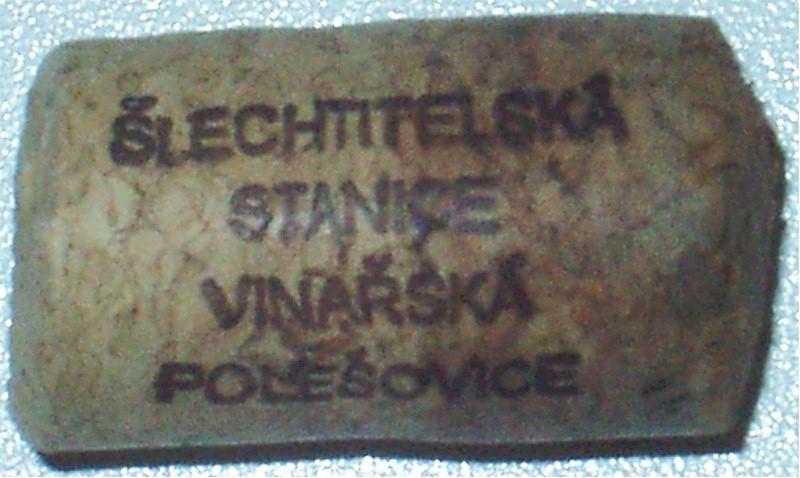 ŠLECHTITELSKÁ
STANICE
VINAŘSKÁ
POLEŠOVICE